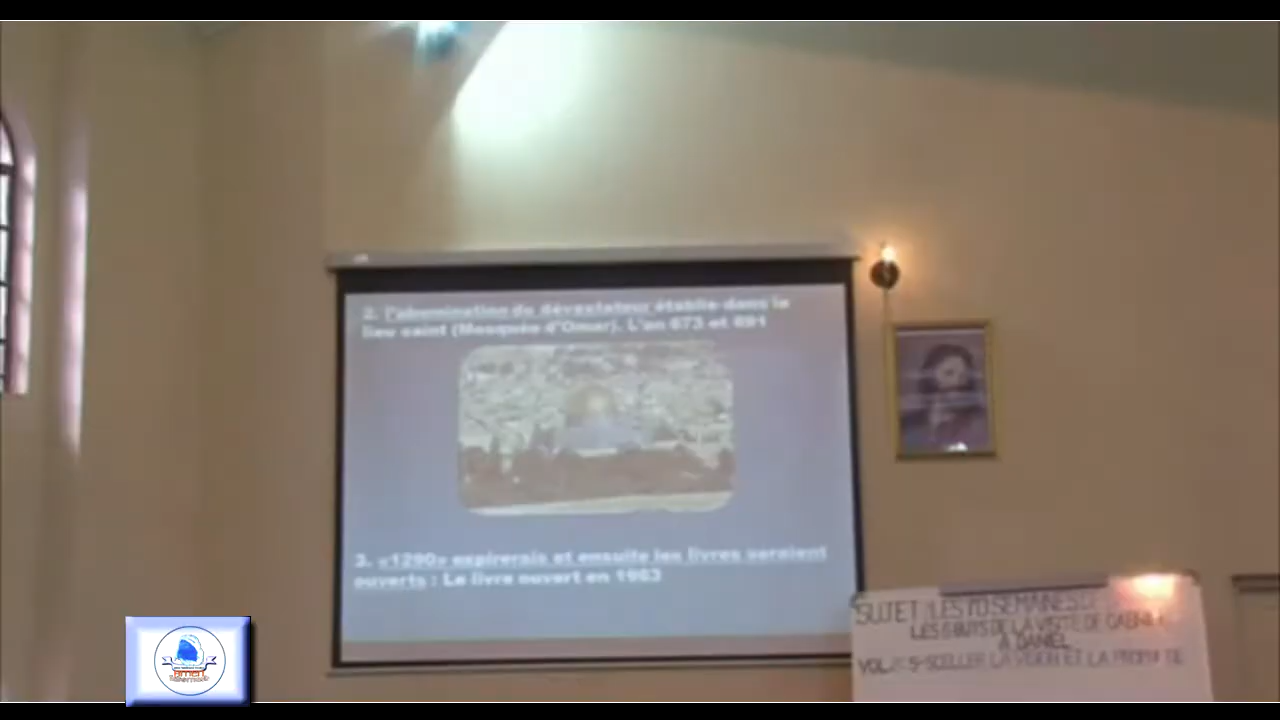 2. l'abomination du dévastateur établie dans le
lieu saint (Mosquée d'Omar). L'an 673 et 691
3. «1290» expirerais et ensuite les livres seraient
ouverts : Le livre ouvert en 1963
SUJET : LES 70 SEMAINES
LES 6 BUTS DE LA VISITE DE GABRIEL
À DANIEL
VOL. 5-SCELLER LA VISION ET LA PROPH DE